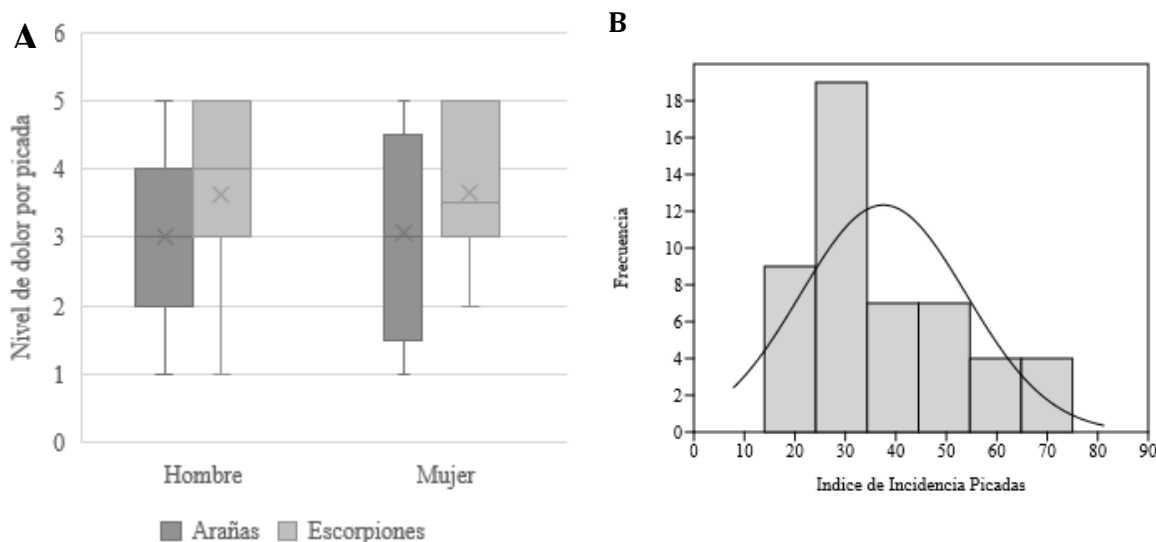 A
6
5
4
3
2
1
0
Nivel de dolor por picada
Hombre Mujer
Arañas Escorpiones
B
18
16
14
12
10
8
6
4
2
0
Frecuencia
0 10 20 30 40 50 60 70 80 90
Indice de Incidencia Picadas